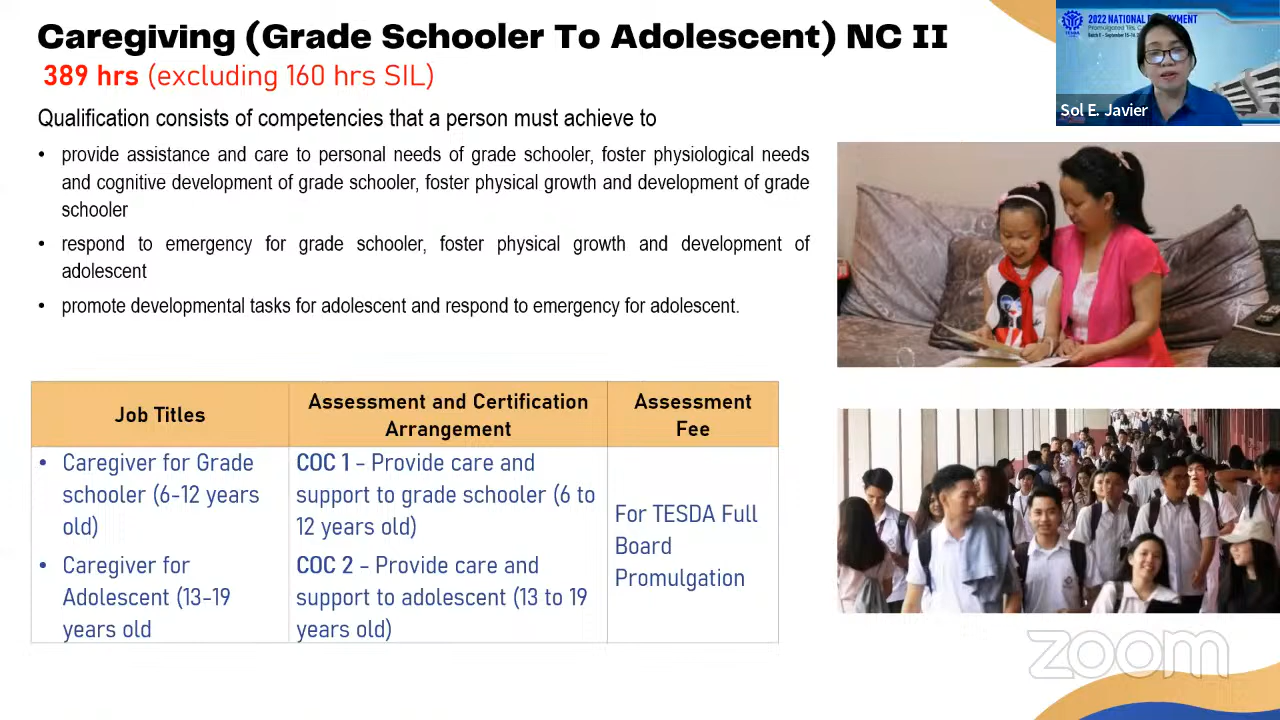 Caregiving (Grade Schooler To Adolescent) NC II
389 hrs (excluding 160 hrs SIL)
Qualification consists of competencies that a person must achieve to
• provide assistance and care to personal needs of grade schooler, foster physiological needs
and cognitive development of grade schooler, foster physical growth and development of grade
schooler
• respond to emergency for grade schooler, foster physical growth and development of
adolescent
• promote developmental tasks for adolescent and respond to emergency for adolescent.
Job Titles
Assessment and Certification
Arrangement
Assessment
Fee
• Caregiver for Grade
schooler (6-12 years
old)
• Caregiver for
Adolescent (13-19
years old
COC 1 – Provide care and
support to grade schooler (6 to
12 years old)
COC 2 – Provide care and
support to adolescent (13 to 19
years old)
For TESDA Full
Board
Promulgation
2022 NATIONAL
TESDA
Sol E. Javier
zoom